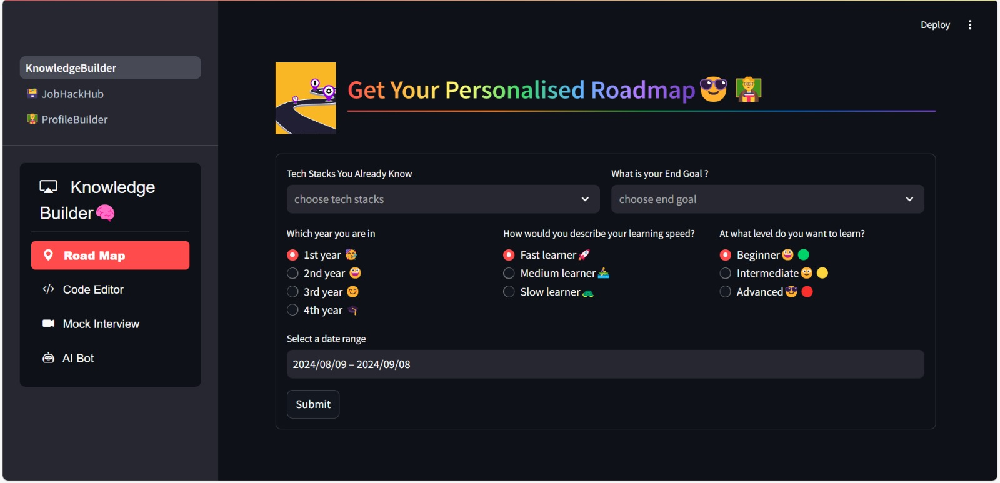 Deploy
KnowledgeBuilder
JobHackHub
ProfileBuilder
Knowledge
Builder
Road Map
Code Editor
Mock Interview
AI Bot
Get Your Personalised Roadmap
Tech Stacks You Already Know
choose tech stacks
What is your End Goal ?
choose end goal
Which year you are in
1st year
2nd year
3rd year
4th year
How would you describe your learning speed?
Fast learner
Medium learner
Slow learner
At what level do you want to learn?
Beginner
Intermediate
Advanced
Select a date range
2024/08/09 – 2024/09/08
Submit